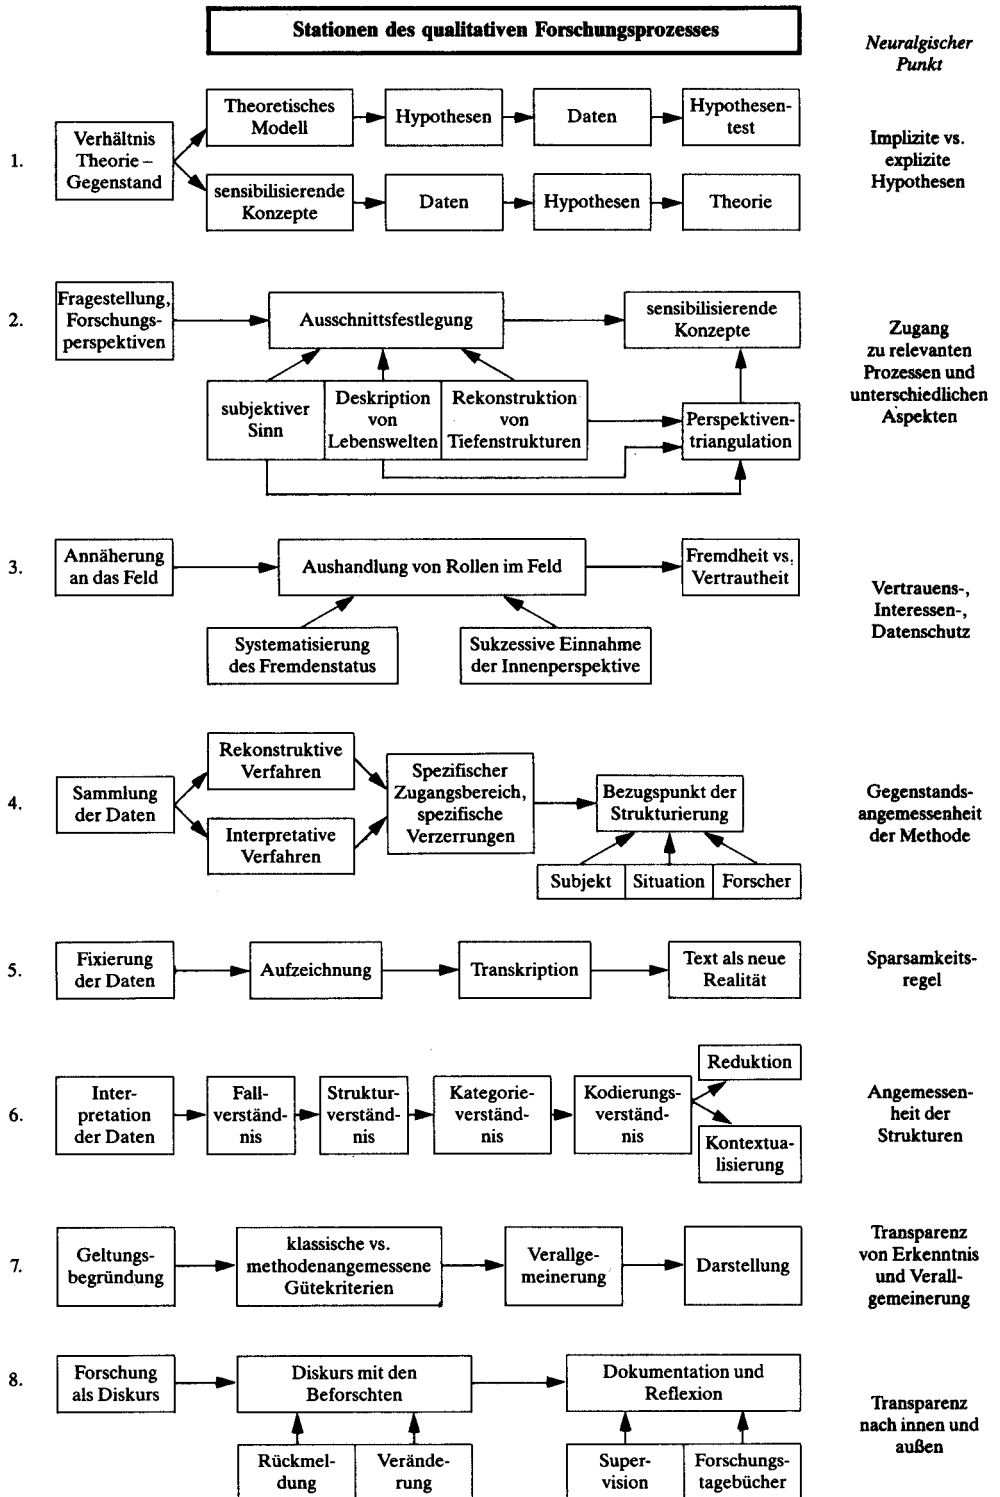 Stationen des qualitativen Forschungsprozesses
Neuralgischer
Punkt
1.
Verhältnis
Theorie –
Gegenstand
Theoretisches
Modell
Hypothesen
Daten
Hypothesen-
test
sensibilisierende
Konzepte
Daten
Hypothesen
Theorie
Implizite vs.
explizite
Hypothesen
2.
Fragestellung,
Forschungs-
perspektiven
Ausschnittsfestlegung
sensibilisierende
Konzepte
subjektiver
Sinn
Deskription
von
Lebenswelten
Rekonstruktion
von
Tiefenstrukturen
Perspektiven-
triangulation
Zugang
zu relevanten
Prozessen und
unterschiedlichen
Aspekten
3.
Annäherung
an das Feld
Aushandlung von Rollen im Feld
Fremdheit vs.
Vertrautheit
Systematisierung
des Fremdenstatus
Sukzessive Einnahme
der Innenperspektive
Vertrauens-,
Interessen-,
Datenschutz
4.
Sammlung
der Daten
Rekonstruktive
Verfahren
Interpretative
Verfahren
Spezifischer
Zugangsbereich,
spezifische
Verzerrungen
Bezugspunkt der
Strukturierung
Subjekt
Situation
Forscher
Gegenstands-
angemessenheit
der Methode
5.
Fixierung
der Daten
Aufzeichnung
Transkription
Text als neue
Realität
Sparsamkeits-
regel
6.
Inter-
pretation
der Daten
Fall-
verständ-
nis
Struktur-
verständ-
nis
Kategorie-
verständ-
nis
Kodierungs-
verständ-
nis
Reduktion
Kontextua-
lisierung
Angemessen-
heit der
Strukturen
7.
Geltungs-
begründung
klassische vs.
methodenangemessene
Gütekriterien
Verallge-
meinerung
Darstellung
Transparenz
von Erkenntnis
und Verall-
gemeinerung
8.
Forschung
als Diskurs
Diskurs mit den
Beforschten
Dokumentation und
Reflexion
Rückmel-
dung
Verände-
rung
Super-
vision
Forschungs-
tagebücher
Transparenz
nach innen und
außen